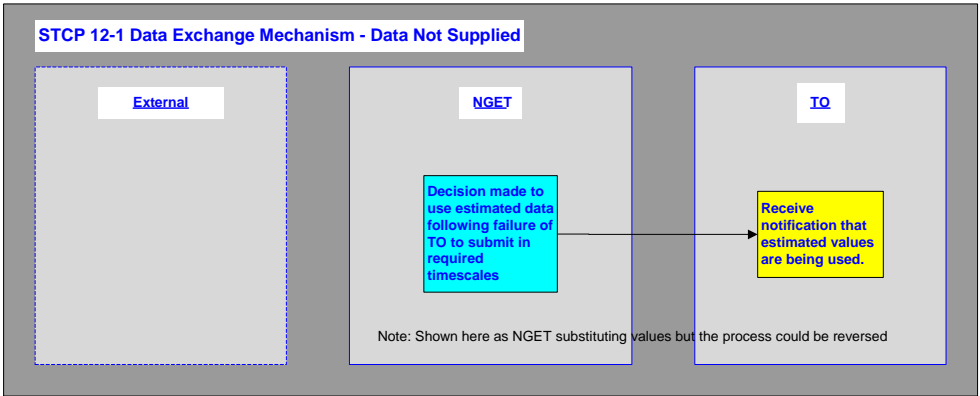 STCP 12-1 Data Exchange Mechanism - Data Not Supplied
External
NGET
TO
Decision made to
use estimated data
following failure of
TO to submit in
required
timescales
Receive
notification that
estimated values
are being used.
Note: Shown here as NGET substituting values but the process could be reversed